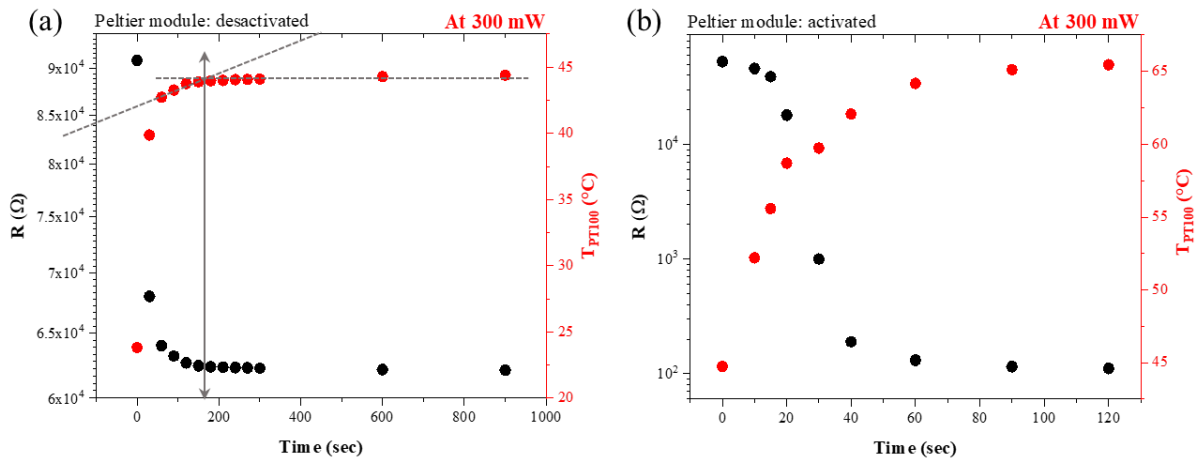 (a) Peltier module: desactivated At 300 mW
9x10⁴
8.5x10⁴
8x10⁴
7.5x10⁴
7x10⁴
6.5x10⁴
6x10⁴
R (Ω)
45
40
35
30
25
20
T_PT100 (°C)
0 200 400 600 800 1000
Time (sec)
(b) Peltier module: activated At 300 mW
10⁴
10³
10²
R (Ω)
65
60
55
50
45
T_PT100 (°C)
0 20 40 60 80 100 120
Time (sec)